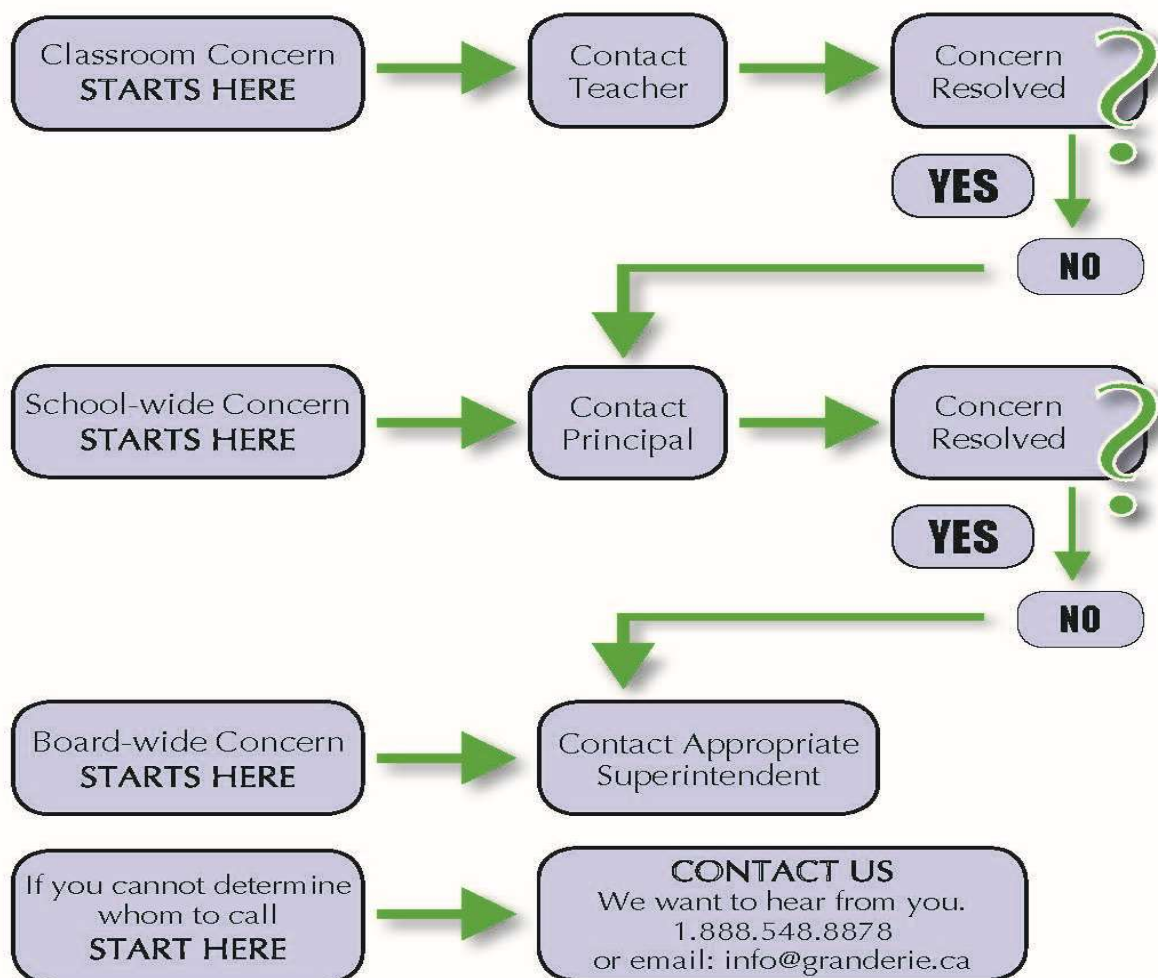 Classroom Concern
STARTS HERE
Contact
Teacher
Concern
Resolved
?
YES
NO
School-wide Concern
STARTS HERE
Contact
Principal
Concern
Resolved
?
YES
NO
Board-wide Concern
STARTS HERE
Contact Appropriate
Superintendent
If you cannot determine
whom to call
START HERE
CONTACT US
We want to hear from you.
1.888.548.8878
or email: info@granderie.ca